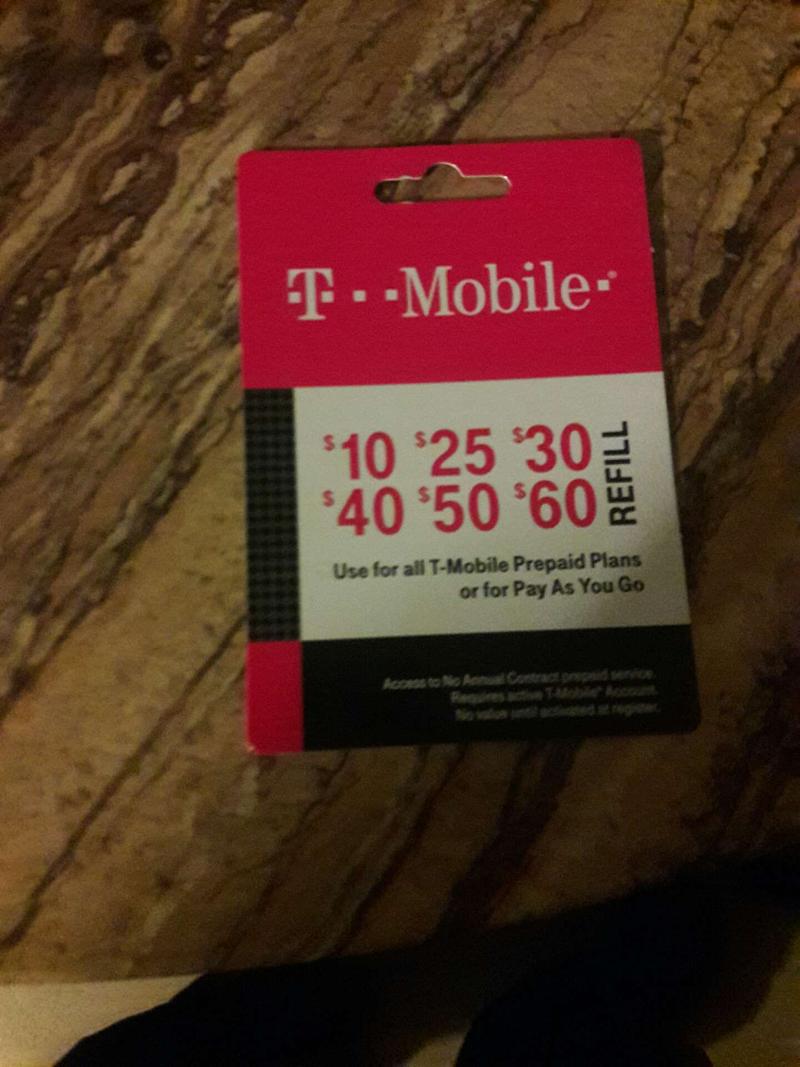 T··Mobile·®
$10 $25 $30
$40 $50 $60
REFILL
Use for all T-Mobile Prepaid Plans
or for Pay As You Go
Access to No Annual Contract prepaid service.
Requires active T-Mobile® Account.
No value until activated at register.